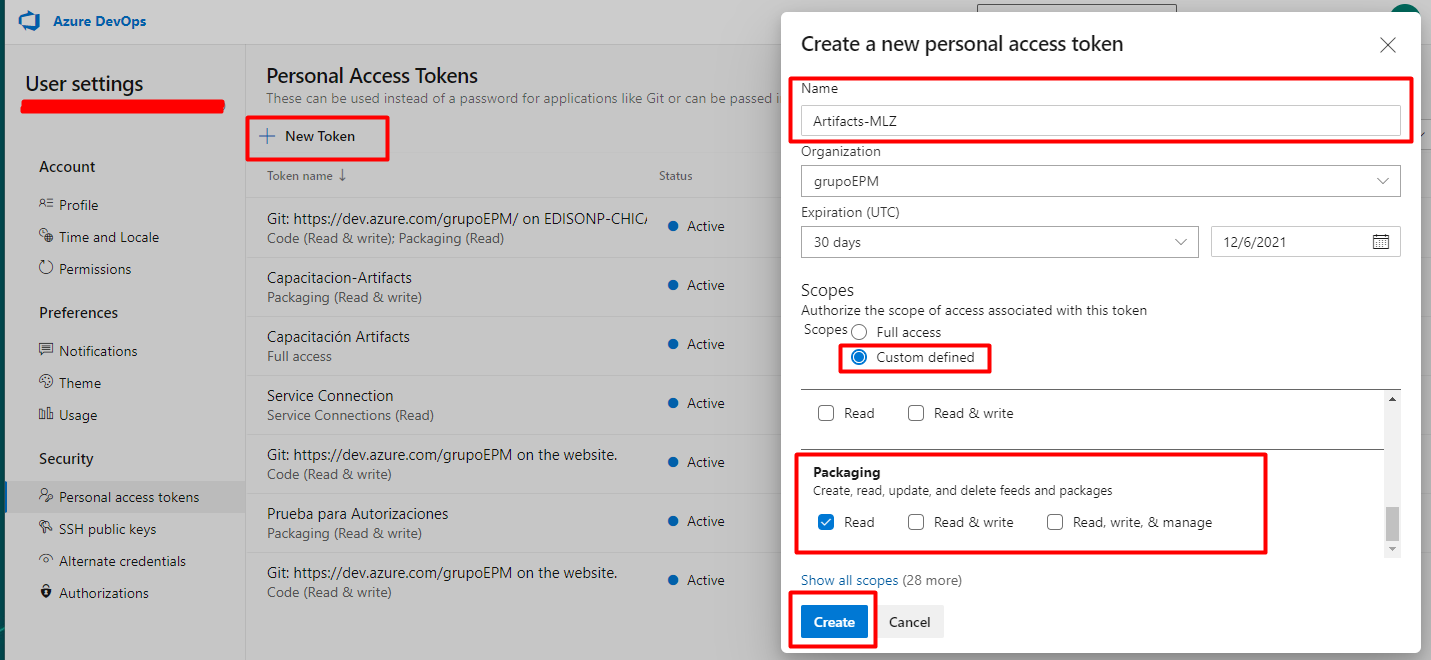 Azure DevOps
User settings
Account
Profile
Time and Locale
Permissions
Preferences
Notifications
Theme
Usage
Security
Personal access tokens
SSH public keys
Alternate credentials
Authorizations
Personal Access Tokens
These can be used instead of a password for applications like Git or can be passed
New Token
Token name ↓ Status
Git: https://dev.azure.com/grupoEPM/ on EDISONP-CHICA Active
Code (Read & write); Packaging (Read)
Capacitacion-Artifacts Active
Packaging (Read & write)
Capacitación Artifacts Active
Full access
Service Connection Active
Service Connections (Read)
Git: https://dev.azure.com/grupoEPM on the website. Active
Code (Read & write)
Prueba para Autorizaciones Active
Packaging (Read & write)
Git: https://dev.azure.com/grupoEPM on the website. Active
Code (Read & write)
Create a new personal access token
Name
Artifacts-MLZ
Organization
grupoEPM
Expiration (UTC)
30 days 12/6/2021
Scopes
Authorize the scope of access associated with this token
Scopes Full access
Custom defined
Read Read & write
Packaging
Create, read, update, and delete feeds and packages
Read Read & write Read, write, & manage
Show all scopes (28 more)
Create Cancel